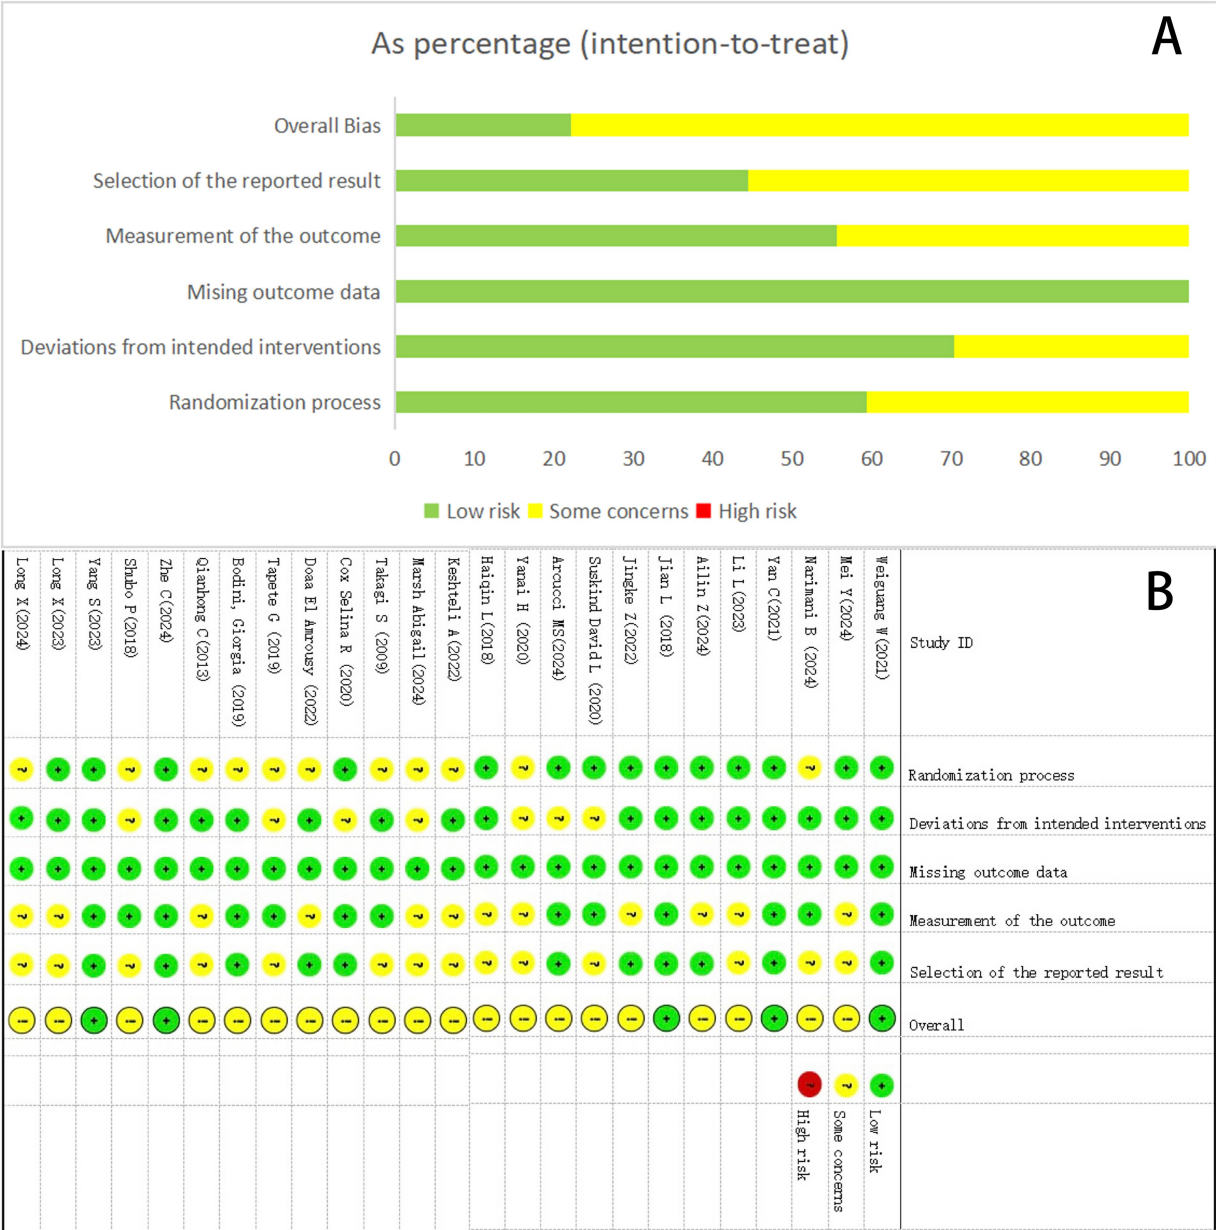 As percentage (intention-to-treat)
A
Overall Bias
Selection of the reported result
Measurement of the outcome
Mising outcome data
Deviations from intended interventions
Randomization process
0 10 20 30 40 50 60 70 80 90 100
Low risk Some concerns High risk
B
Long X(2024)
Long X(2023)
Yang S(2023)
Shubo P(2018)
Zhe C(2024)
Qianhong C(2013)
Bodini, Giorgia (2019)
Tapete G (2019)
Doaa El Amrousy (2022)
Cox Selina R (2020)
Takagi S (2009)
Marsh Abigail(2024)
Keshteli A(2022)
Haiqin L(2018)
Yanai H (2020)
Arcucci MS(2024)
Suskind David L (2020)
Jingke Z(2022)
Jian L (2018)
Ailin Z(2024)
Li L(2023)
Yan C(2021)
Narimani B (2024)
Mei Y(2024)
Weiguang W(2021)
Study ID
Randomization process
Deviations from intended interventions
Missing outcome data
Measurement of the outcome
Selection of the reported result
Overall
High risk
Some concerns
Low risk